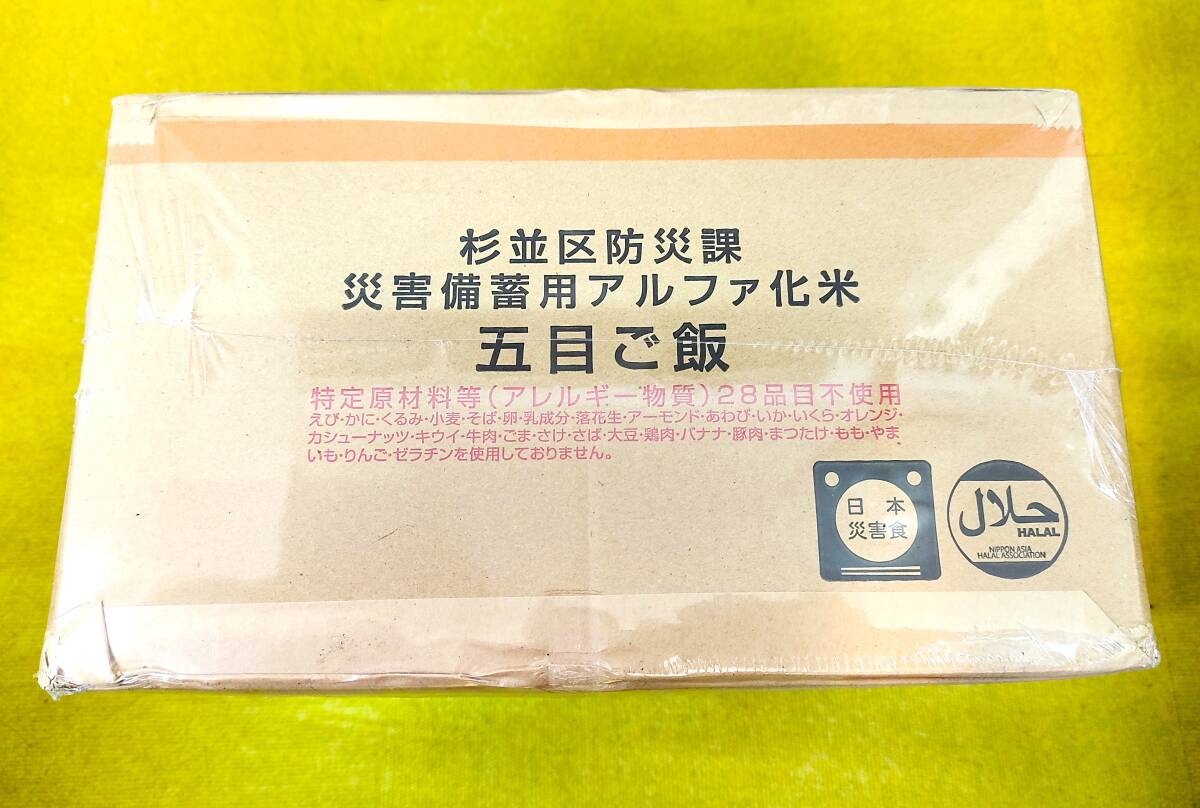 杉並区防災課
災害備蓄用アルファ化米
五目ご飯
特定原材料等(アレルギー物質)28品目不使用
えび・かに・くるみ・小麦・そば・卵・乳成分・落花生・アーモンド・あわび・いか・いくら・オレンジ・
カシューナッツ・キウイ・牛肉・ごま・さけ・さば・大豆・鶏肉・バナナ・豚肉・まつたけ・もも・やま
いも・りんご・ゼラチンを使用しておりません。
日本
災害食
حلال
HALAL
NIPPON ASIA
HALAL ASSOCIATION